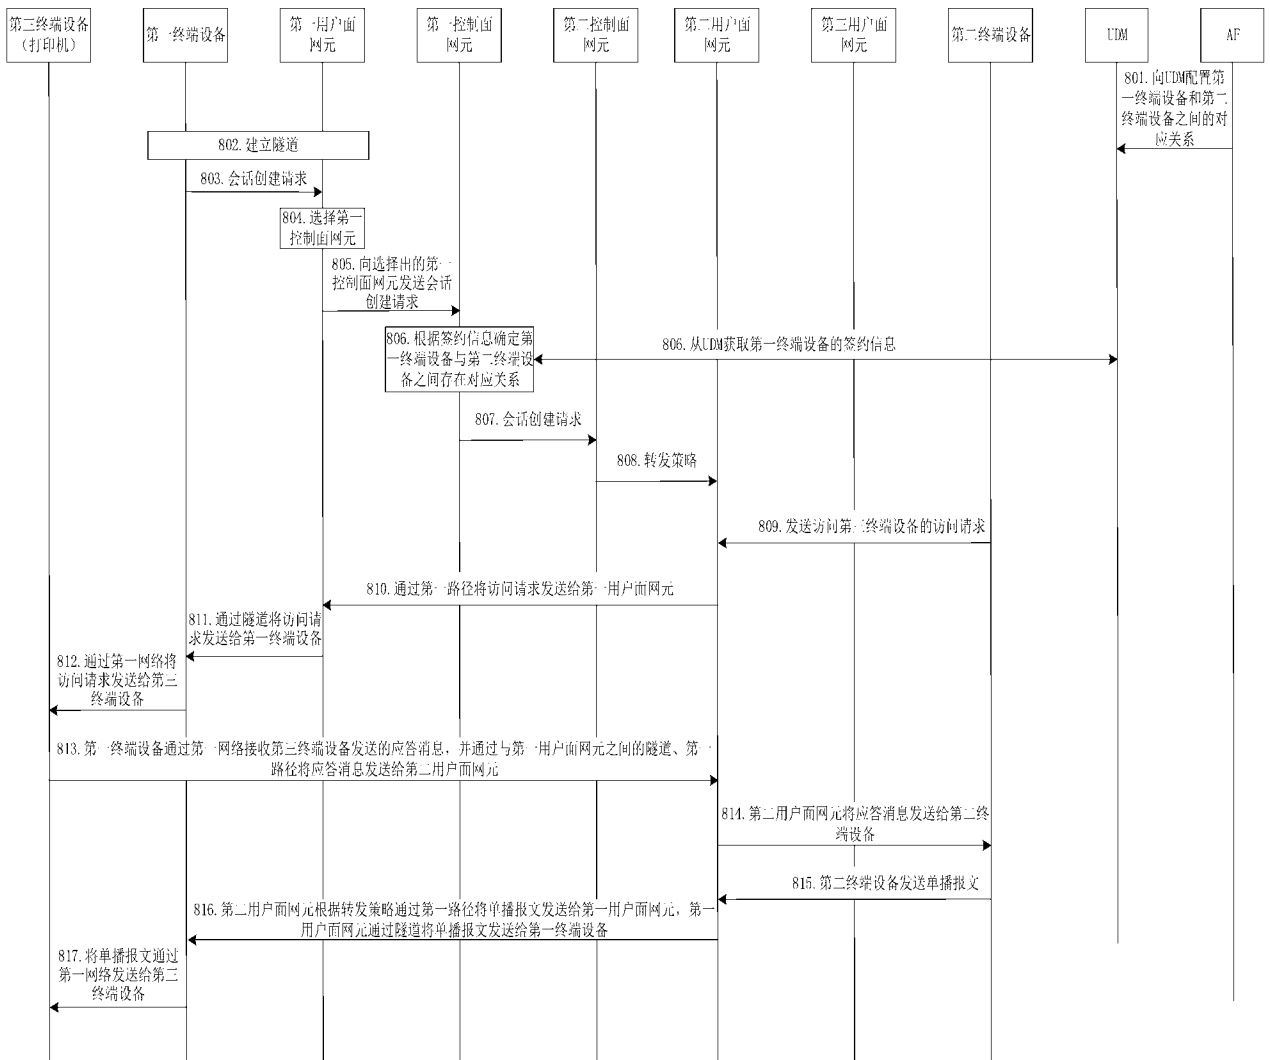 第三终端设备
（打印机）
第一终端设备
第一用户面
网元
第一控制面
网元
第二控制面
网元
第二用户面
网元
第三用户面
网元
第二终端设备
UDM
AF
801.向UDM配置第
一终端设备和第二
终端设备之间的对
应关系
802.建立隧道
803.会话创建请求
804.选择第一
控制面网元
805.向选择出的第一
控制面网元发送会话
创建请求
806.根据签约信息确定第
一终端设备与第二终端设
备之间存在对应关系
806.从UDM获取第一终端设备的签约信息
807.会话创建请求
808.转发策略
809.发送访问第三终端设备的访问请求
810.通过第一路径将访问请求发送给第一用户面网元
811.通过隧道将访问请
求发送给第一终端设备
812.通过第一网络将
访问请求发送给第三
终端设备
813.第一终端设备通过第一网络接收第三终端设备发送的应答消息，并通过与第一用户面网元之间的隧道、第一
路径将应答消息发送给第二用户面网元
814.第二用户面网元将应答消息发送给第二终
端设备
815.第二终端设备发送单播报文
816.第二用户面网元根据转发策略通过第一路径将单播报文发送给第一用户面网元，第一
用户面网元通过隧道将单播报文发送给第一终端设备
817.将单播报文通过
第一网络发送给第三
终端设备